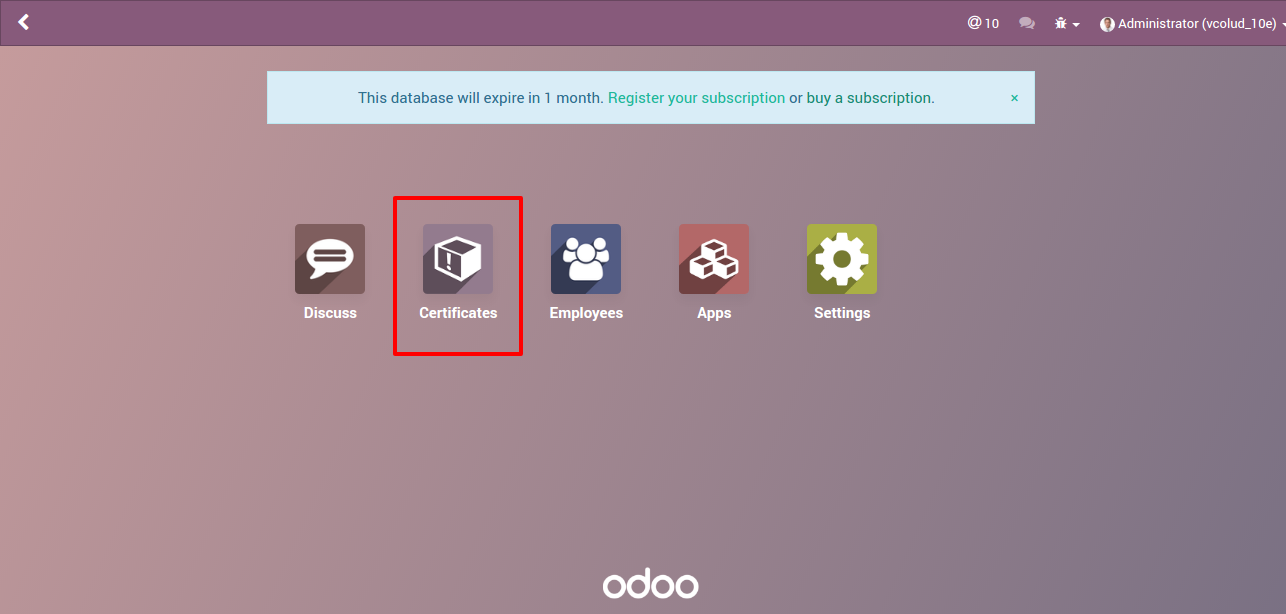 @ 10 Administrator (vcolud_10e)
This database will expire in 1 month. Register your subscription or buy a subscription. ×
Discuss Certificates Employees Apps Settings
odoo